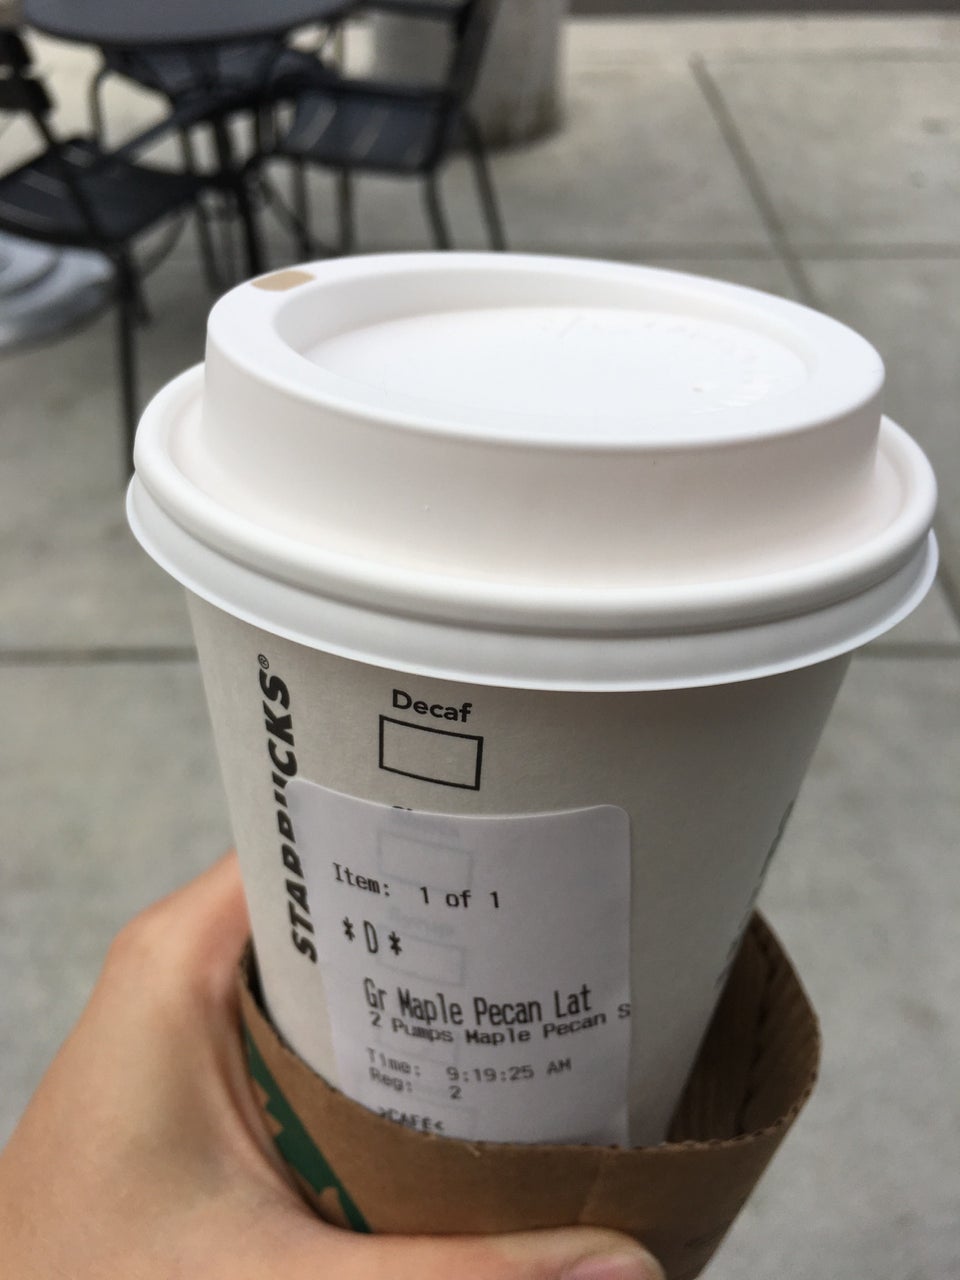 STARBUCKS®
Decaf
Item: 1 of 1
*D*
Gr Maple Pecan Lat
2 Pumps Maple Pecan S
Time: 9:19:25 AM
Reg: 2
>CAFE<